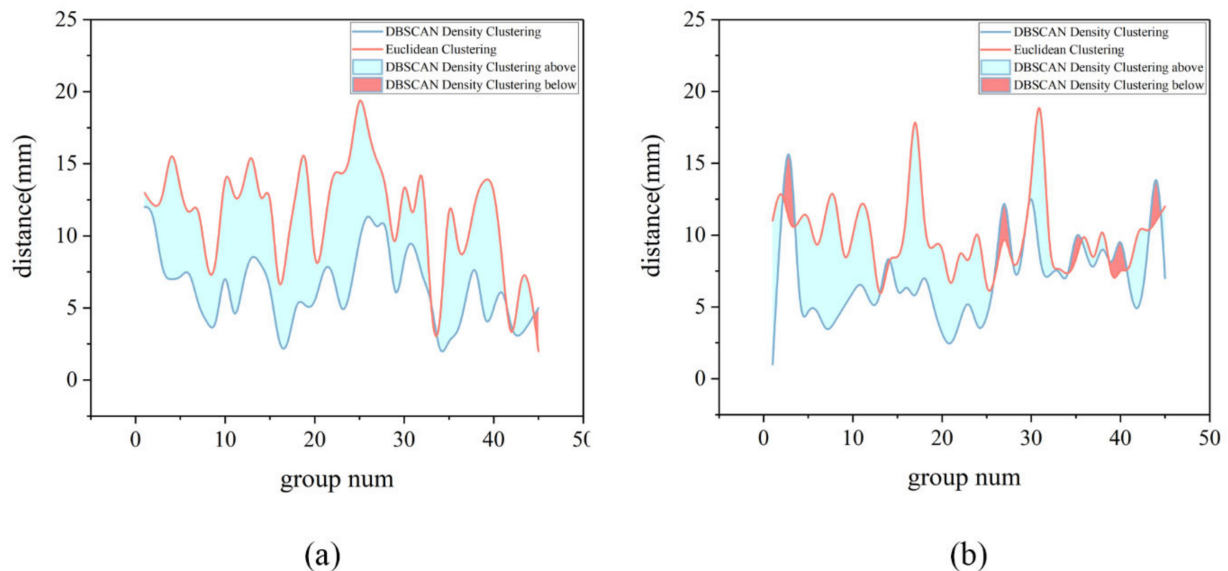 25
20
15
10
5
0
distance(mm)
DBSCAN Density Clustering
Euclidean Clustering
DBSCAN Density Clustering above
DBSCAN Density Clustering below
0 10 20 30 40 50
group num
(a)
25
20
15
10
5
0
distance(mm)
DBSCAN Density Clustering
Euclidean Clustering
DBSCAN Density Clustering above
DBSCAN Density Clustering below
0 10 20 30 40 50
group num
(b)